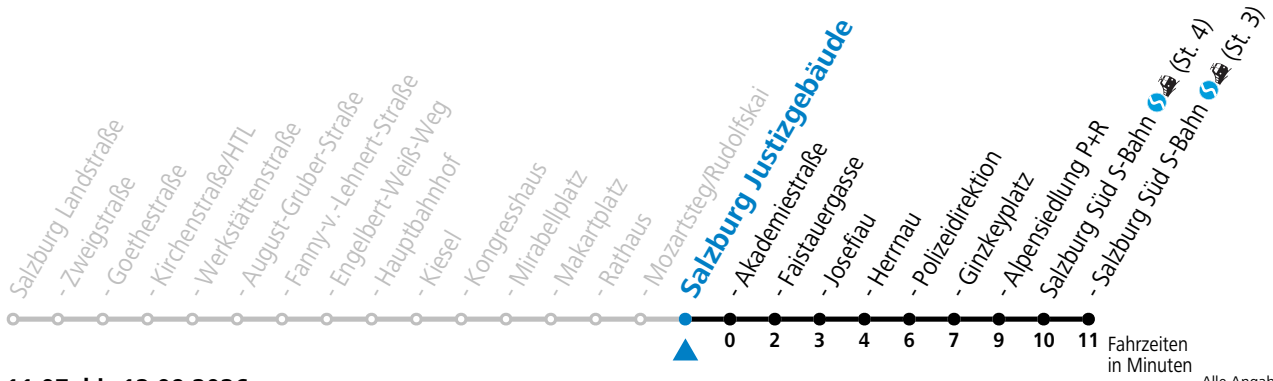 Salzburg Landstraße
- Zweigstraße
- Goethestraße
- Kirchenstraße/HTL
- Werkstättenstraße
- August-Gruber-Straße
- Fanny-v.-Lehnert-Straße
- Engelbert-Weiß-Weg
- Hauptbahnhof
- Kiesel
- Kongresshaus
- Mirabellplatz
- Makartplatz
- Rathaus
- Mozartsteg/Rudolfskai
Salzburg Justizgebäude
- Akademiestraße
- Faistauergasse
- Josefiau
- Herrnau
- Polizeidirektion
- Ginzkeyplatz
- Alpensiedlung P+R
Salzburg Süd S-Bahn (St. 4)
- Salzburg Süd S-Bahn (St. 3)
0 2 3 4 6 7 9 10 11 Fahrzeiten
in Minuten